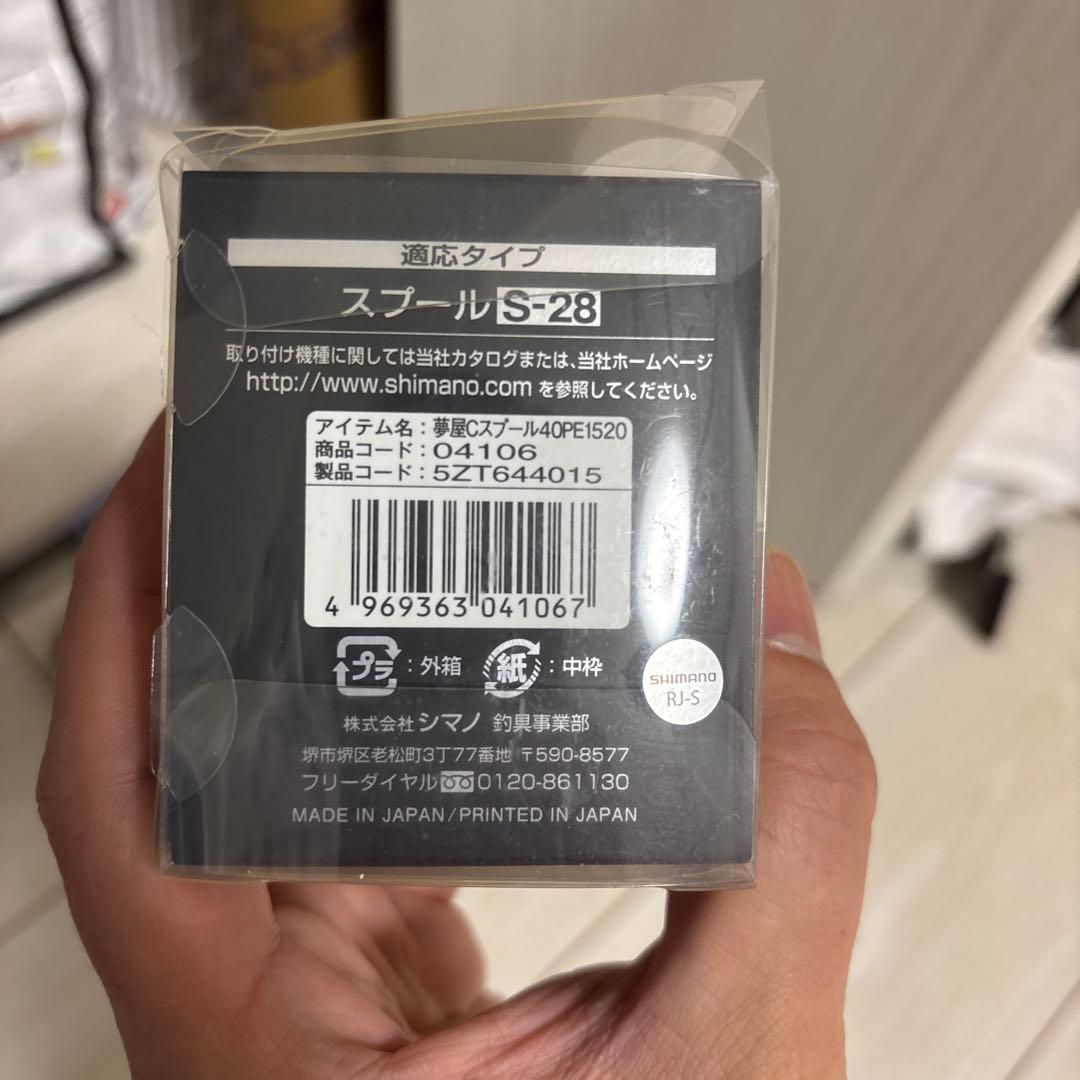 適応タイプ
スプール S-28
取り付け機種に関しては当社カタログまたは、当社ホームページ
http://www.shimano.com を参照してください。
アイテム名：夢屋Cスプール40PE1520
商品コード：04106
製品コード：5ZT644015
4 969363 041067
プラ：外箱 紙：中枠
SHIMANO
RJ-S
株式会社シマノ 釣具事業部
堺市堺区老松町3丁77番地 〒590-8577
フリーダイヤル 0120-861130
MADE IN JAPAN/PRINTED IN JAPAN